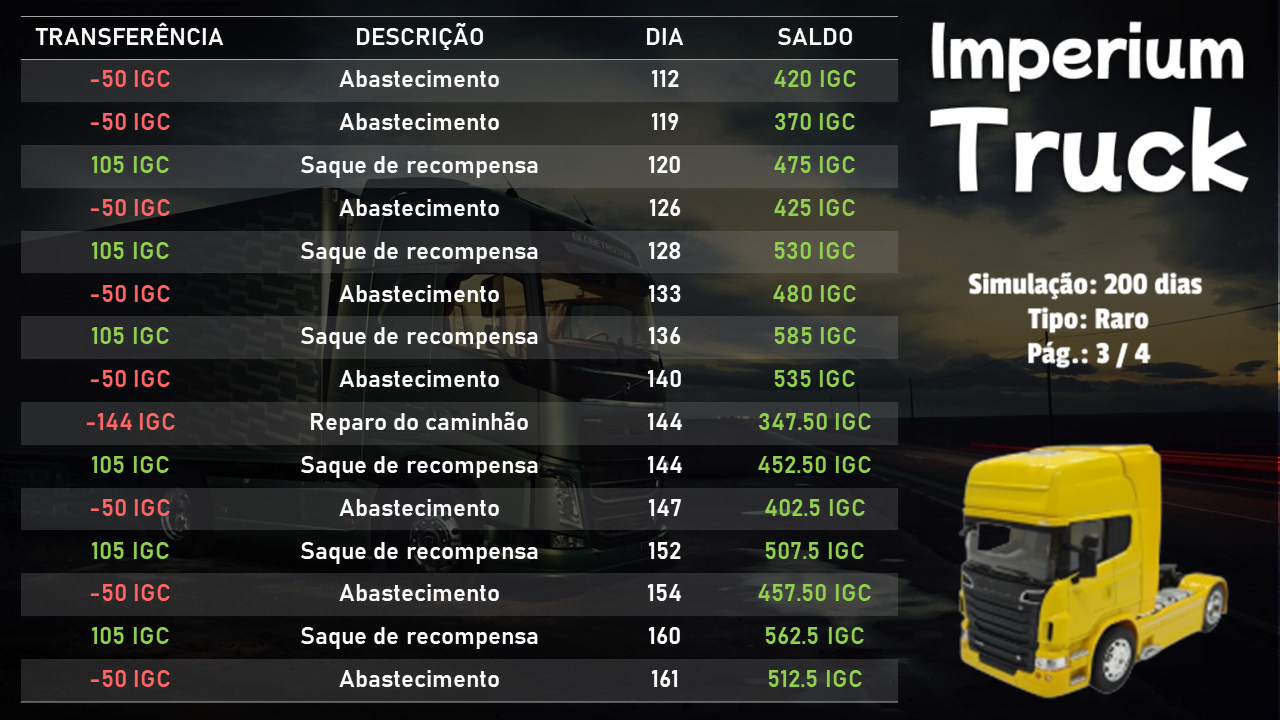 TRANSFERÊNCIA DESCRIÇÃO DIA SALDO
-50 IGC Abastecimento 112 420 IGC
-50 IGC Abastecimento 119 370 IGC
105 IGC Saque de recompensa 120 475 IGC
-50 IGC Abastecimento 126 425 IGC
105 IGC Saque de recompensa 128 530 IGC
-50 IGC Abastecimento 133 480 IGC
105 IGC Saque de recompensa 136 585 IGC
-50 IGC Abastecimento 140 535 IGC
-144 IGC Reparo do caminhão 144 347.50 IGC
105 IGC Saque de recompensa 144 452.50 IGC
-50 IGC Abastecimento 147 402.5 IGC
105 IGC Saque de recompensa 152 507.5 IGC
-50 IGC Abastecimento 154 457.50 IGC
105 IGC Saque de recompensa 160 562.5 IGC
-50 IGC Abastecimento 161 512.5 IGC
Imperium
Truck
Simulação: 200 dias
Tipo: Raro
Pág.: 3 / 4